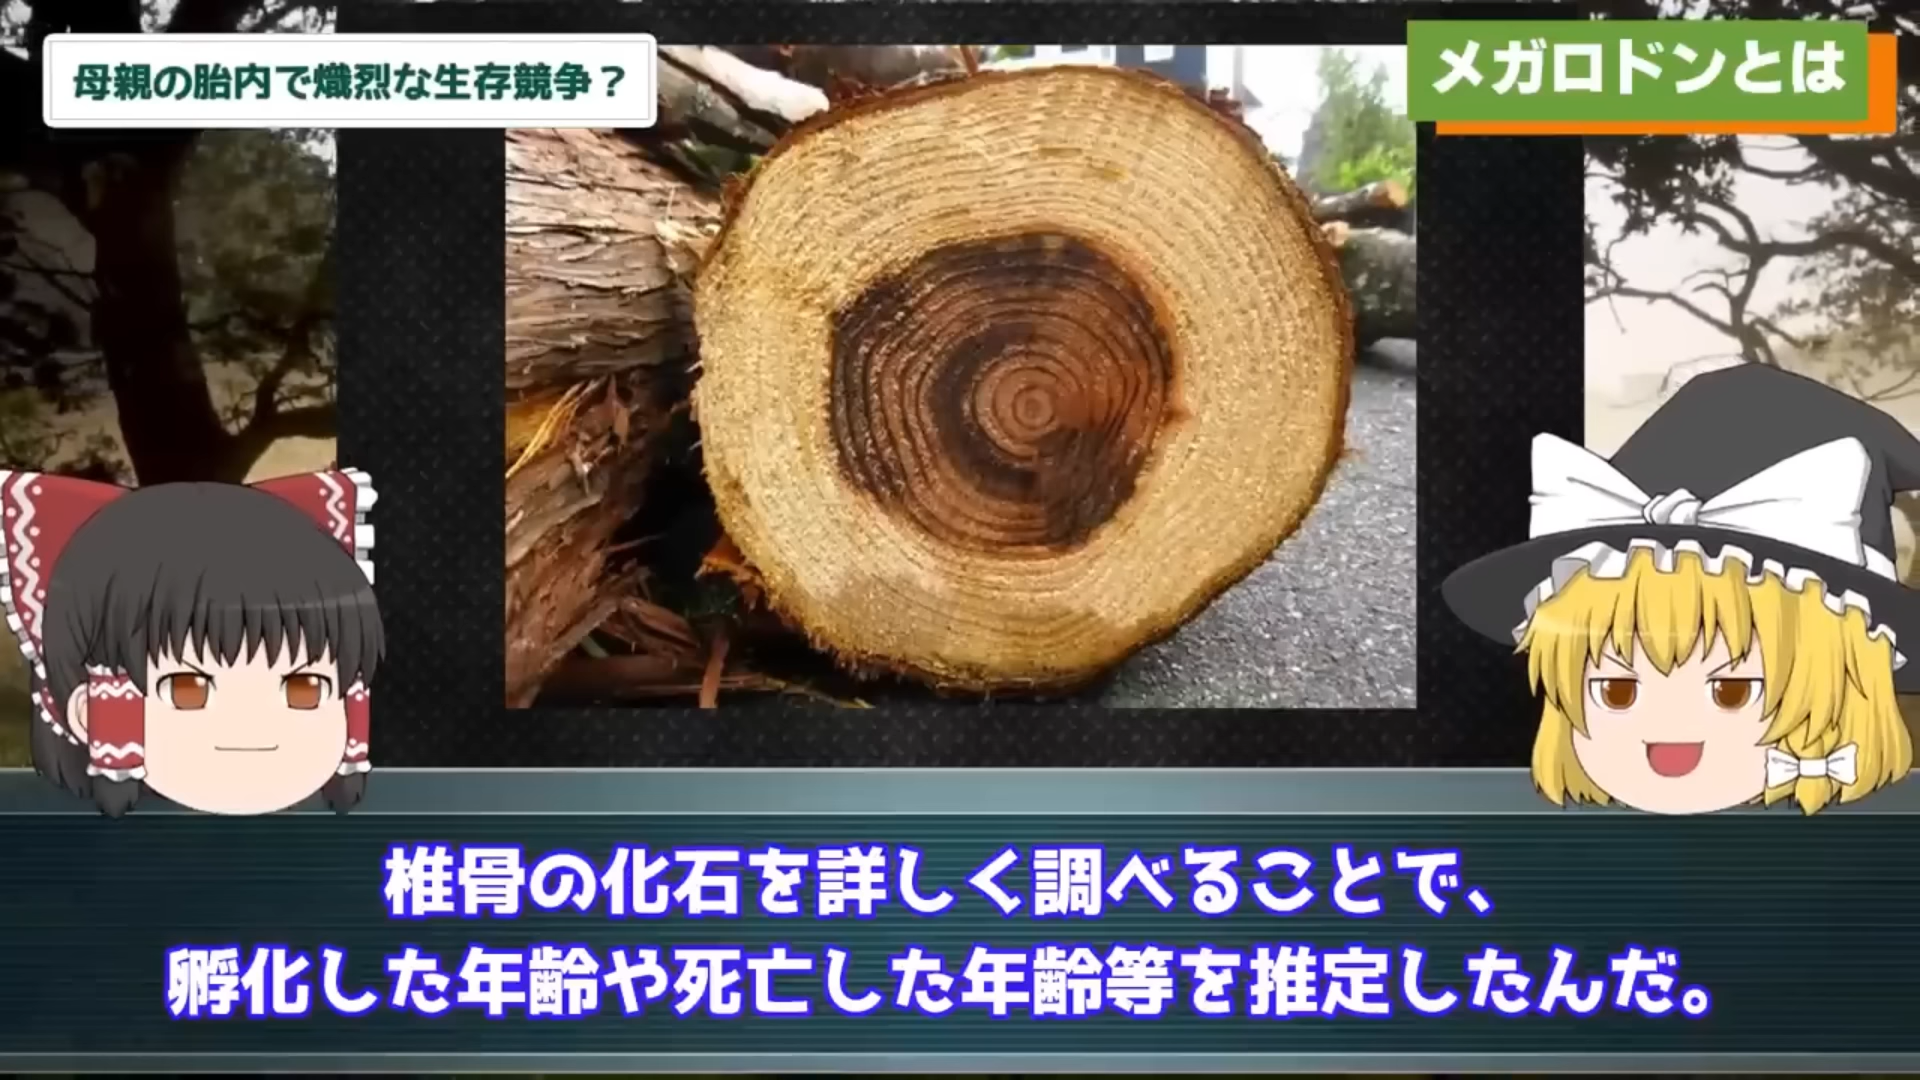 母親の胎内で熾烈な生存競争？
メガロドンとは
椎骨の化石を詳しく調べることで、
孵化した年齢や死亡した年齢等を推定したんだ。